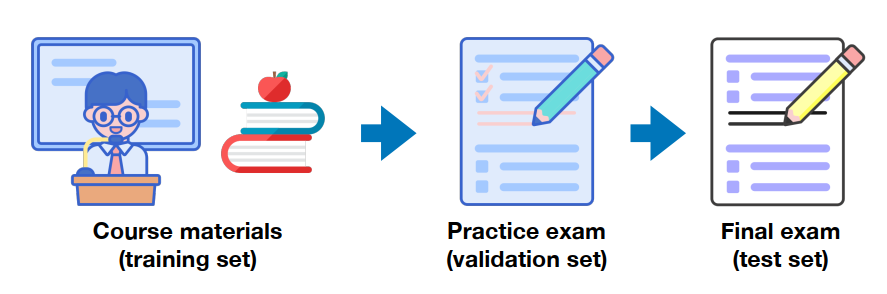 Course materials
(training set)
Practice exam
(validation set)
Final exam
(test set)